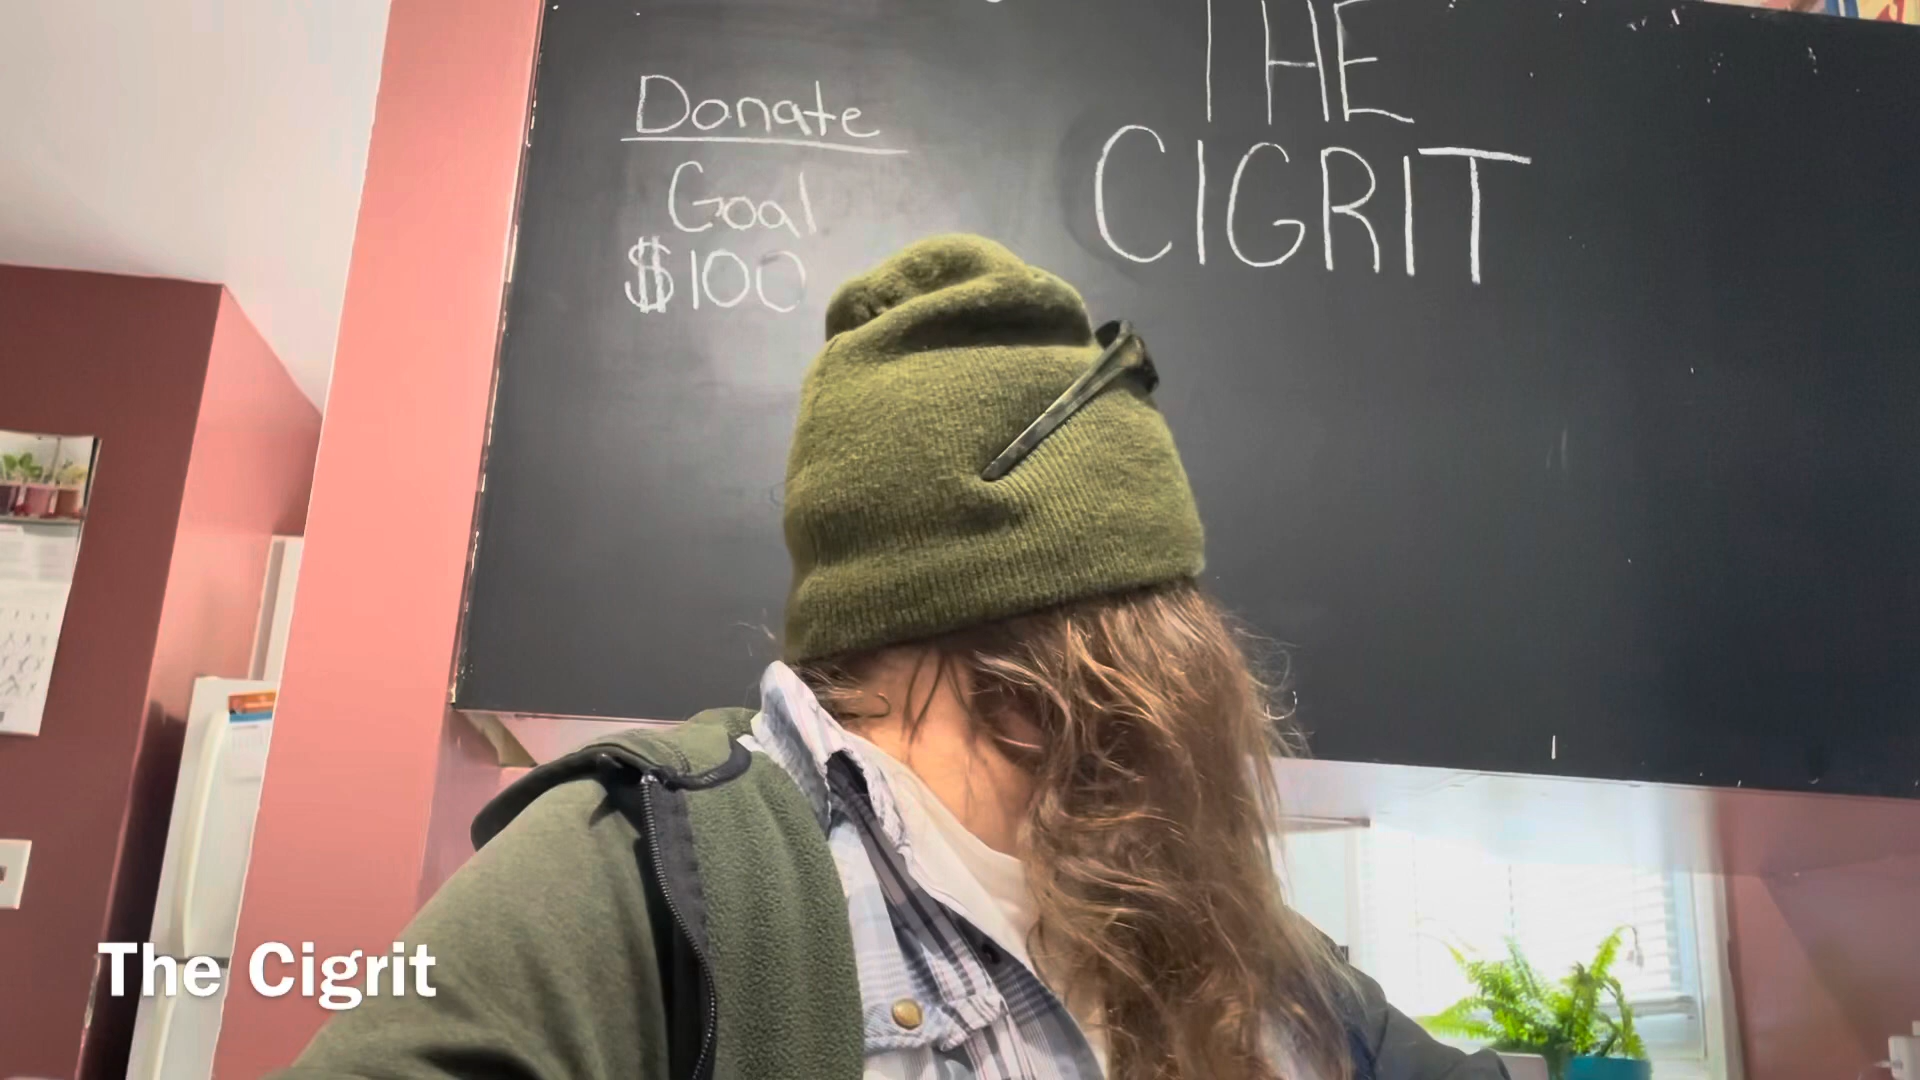 Donate
Goal
$100
THE
CIGRIT
The Cigrit